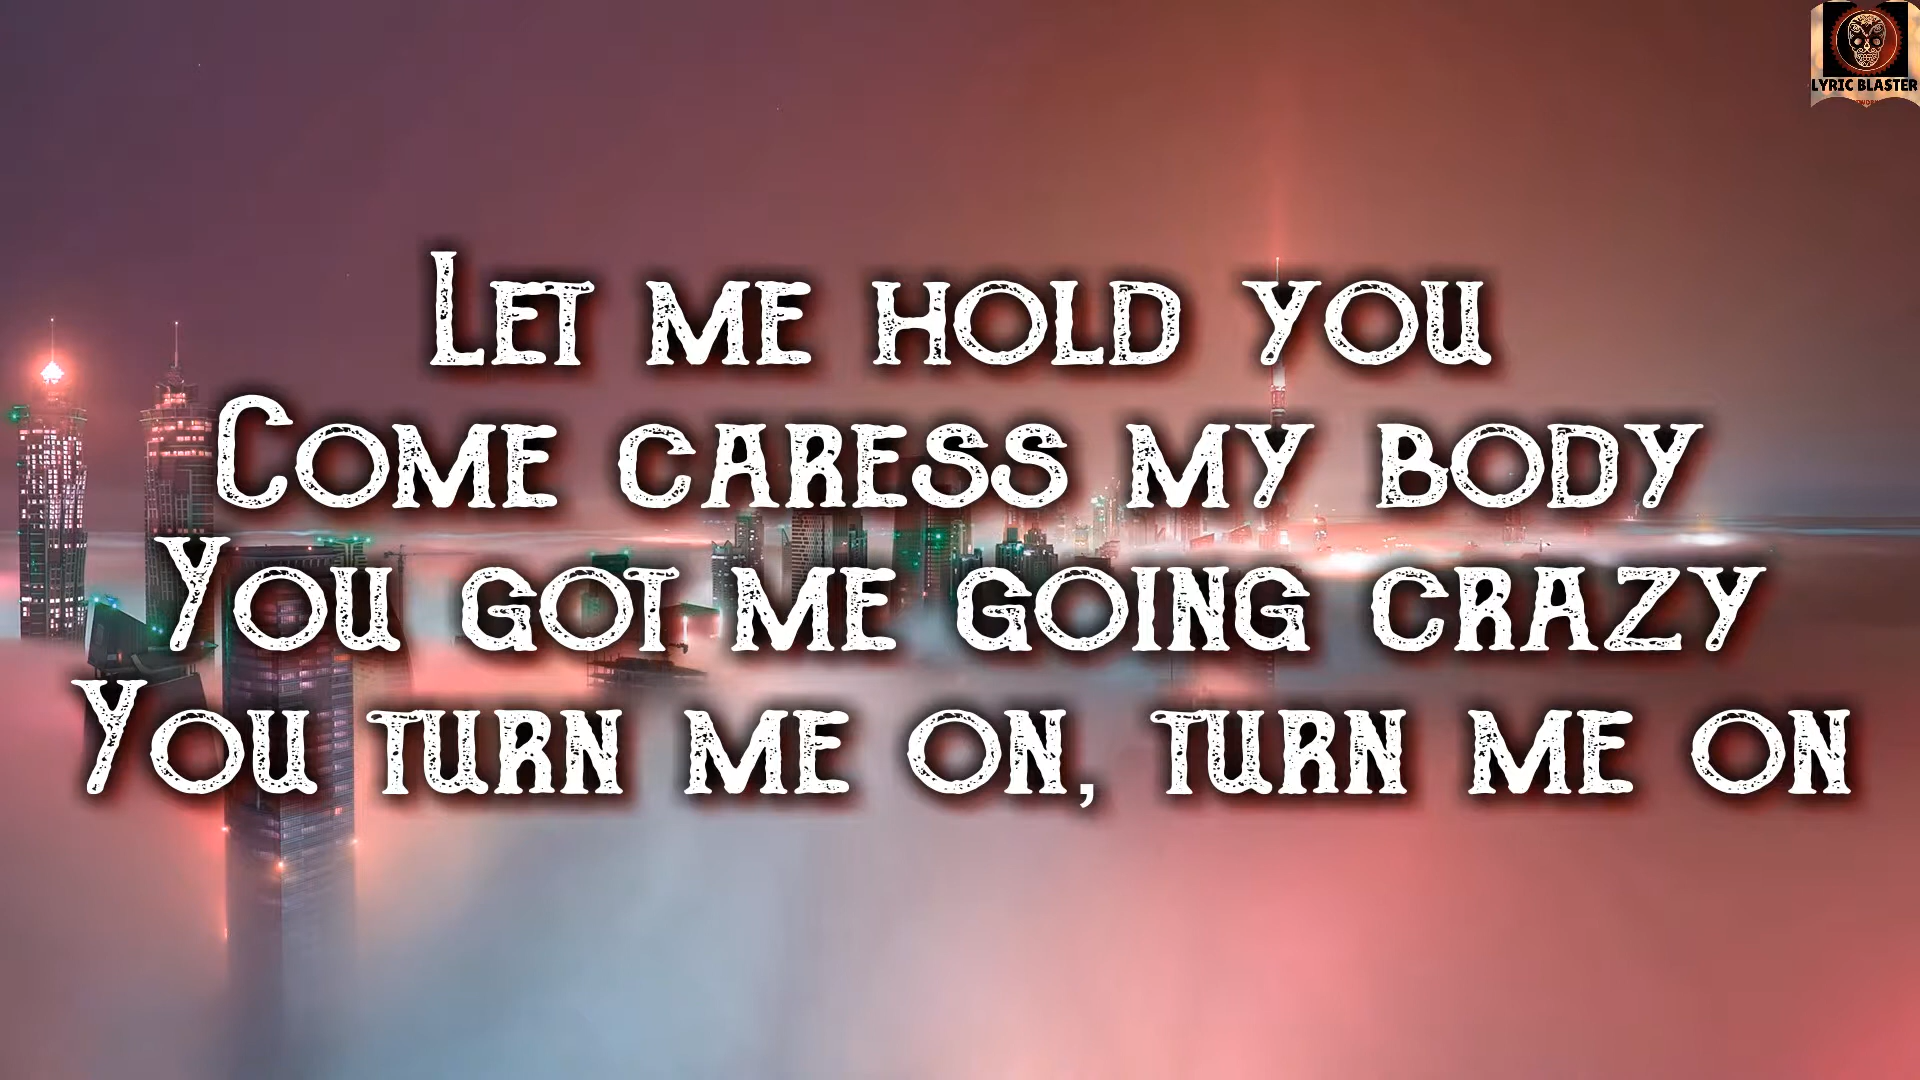 LYRIC BLASTER
Let me hold you
Come caress my body
You got me going crazy
You turn me on, turn me on